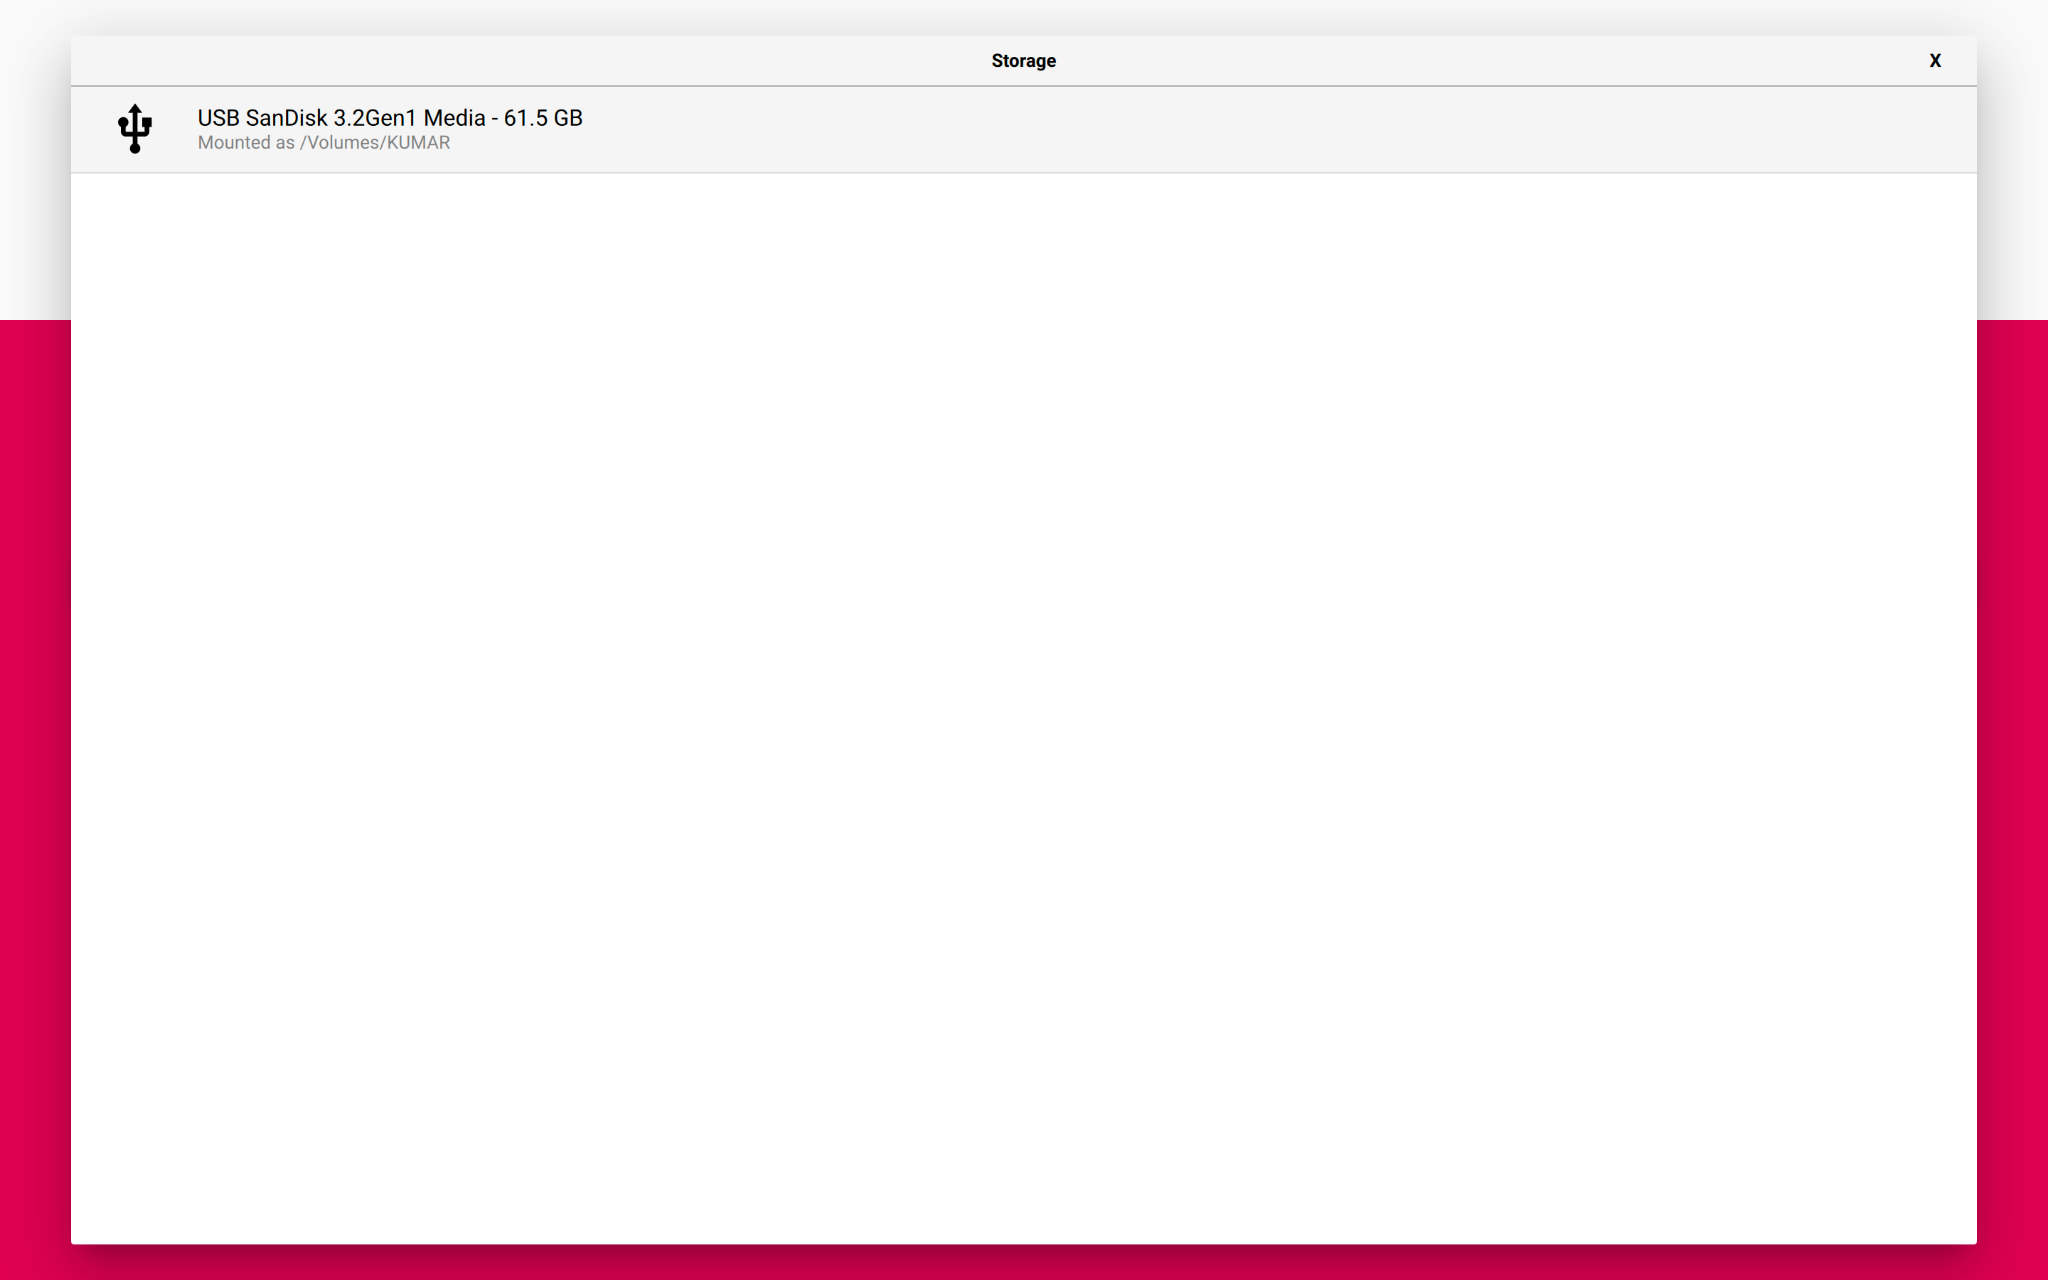 Storage
X
USB SanDisk 3.2Gen1 Media - 61.5 GB
Mounted as /Volumes/KUMAR